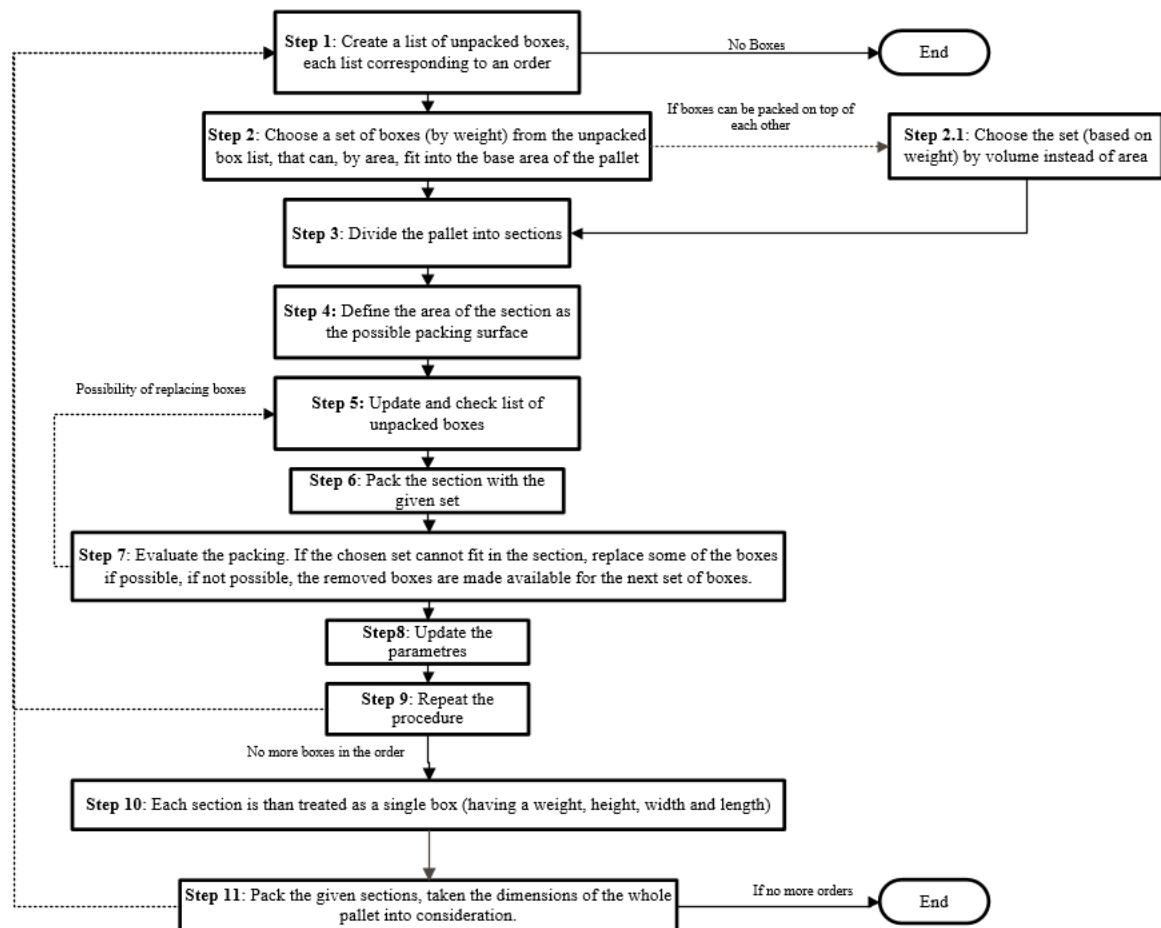 Step 1: Create a list of unpacked boxes,
each list corresponding to an order
No Boxes
End
Step 2: Choose a set of boxes (by weight) from the unpacked
box list, that can, by area, fit into the base area of the pallet
If boxes can be packed on top of
each other
Step 2.1: Choose the set (based on
weight) by volume instead of area
Step 3: Divide the pallet into sections
Step 4: Define the area of the section as
the possible packing surface
Possibility of replacing boxes
Step 5: Update and check list of
unpacked boxes
Step 6: Pack the section with the
given set
Step 7: Evaluate the packing. If the chosen set cannot fit in the section, replace some of the boxes
if possible, if not possible, the removed boxes are made available for the next set of boxes.
Step8: Update the
parametres
Step 9: Repeat the
procedure
No more boxes in the order
Step 10: Each section is than treated as a single box (having a weight, height, width and length)
Step 11: Pack the given sections, taken the dimensions of the whole
pallet into consideration.
If no more orders
End